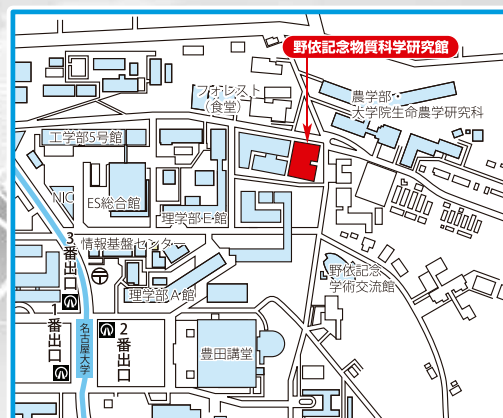 野依記念物質科学研究館
フォレスト
(食堂)
農学部・
大学院生命農学研究科
工学部5号館
NIC
ES総合館
理学部E館
3番出口
情報基盤センター
理学部A館
野依記念
学術交流館
1番出口
名古屋大学
2番出口
豊田講堂